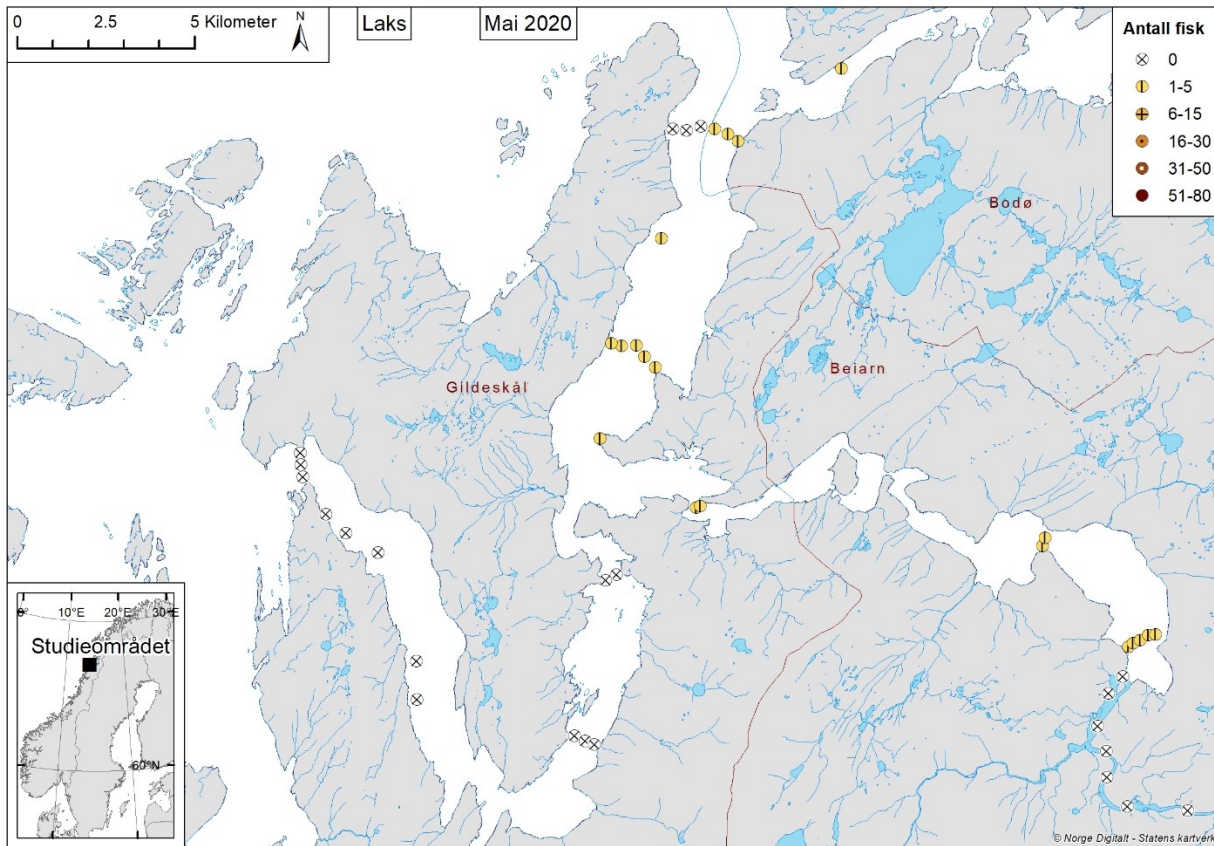 0 2.5 5 Kilometer
N
Laks
Mai 2020
Antall fisk
0
1-5
6-15
16-30
31-50
51-80
Bodø
Beiarn
Gildeskål
0° 10°E 20°E 30°E
Studieområdet
60°N
© Norge Digitalt - Statens kartverk